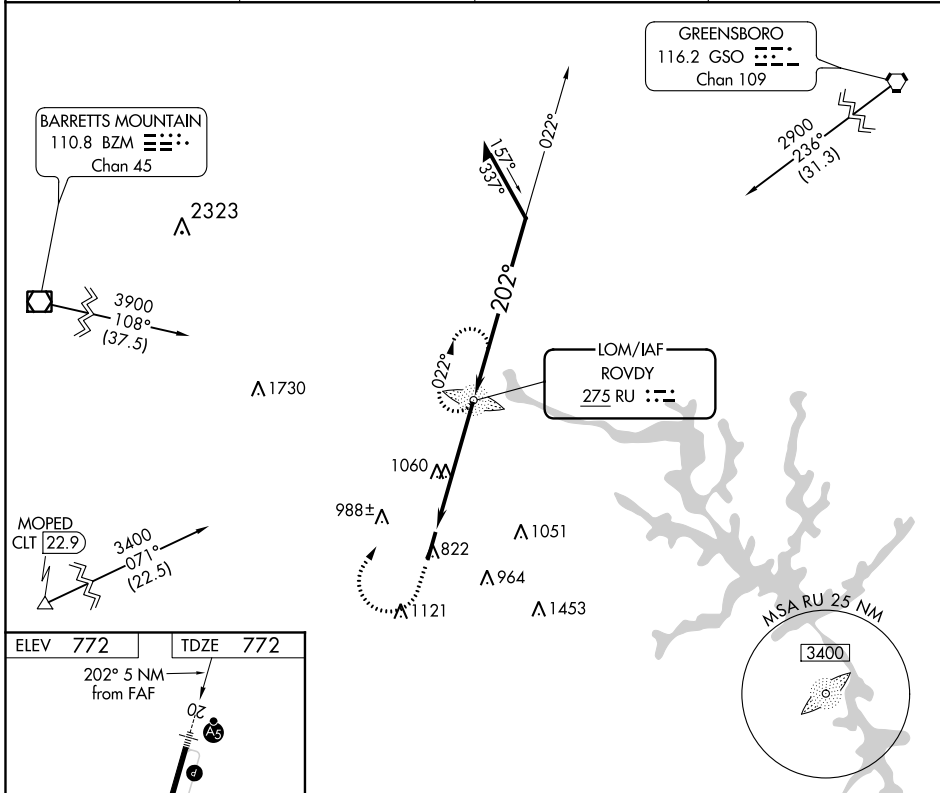 GREENSBORO
116.2 GSO
Chan 109
2900
236°
(31.3)
BARRETTS MOUNTAIN
110.8 BZM
Chan 45
022°
157°
337°
2323
202°
3900
108°
(37.5)
LOM/IAF
ROVDY
275 RU
022°
1730
1060
988±
1051
MOPED
CLT 22.9
3400
071°
(22.5)
822
964
1121
1453
MSA RU 25 NM
3400
ELEV 772
TDZE 772
202° 5 NM
from FAF
20
A5
P